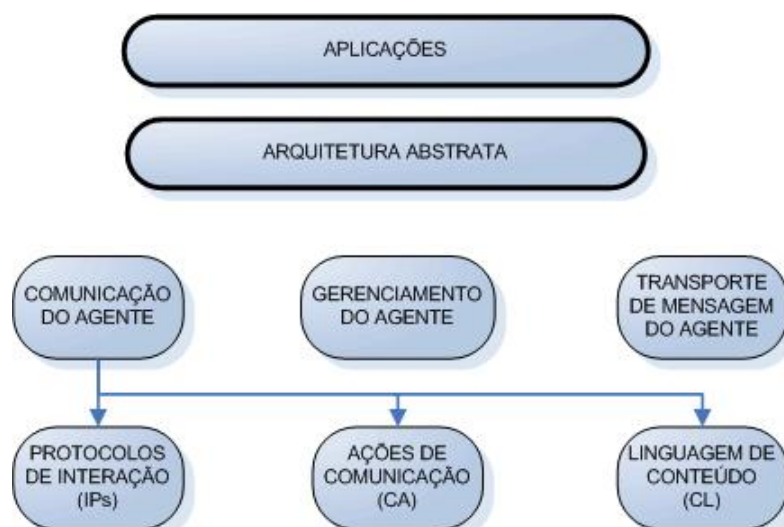 APLICAÇÕES
ARQUITETURA ABSTRATA
COMUNICAÇÃO
DO AGENTE
GERENCIAMENTO
DO AGENTE
TRANSPORTE
DE MENSAGEM
DO AGENTE
PROTOCOLOS
DE INTERAÇÃO
(IPs)
AÇÕES DE
COMUNICAÇÃO
(CA)
LINGUAGEM DE
CONTEÚDO
(CL)